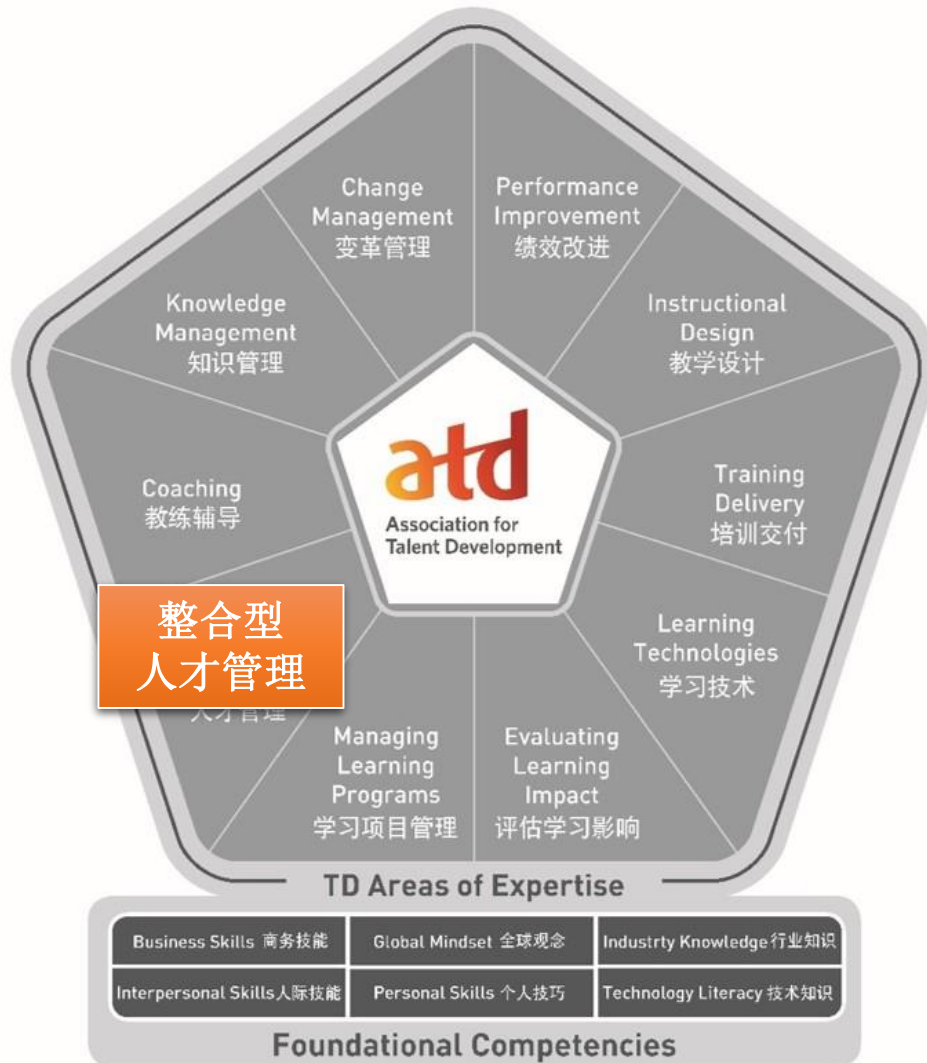 Change
Management
变革管理
Performance
Improvement
绩效改进
Knowledge
Management
知识管理
Instructional
Design
教学设计
atd
Association for
Talent Development
Coaching
教练辅导
Training
Delivery
培训交付
整合型
人才管理
人才管理
Learning
Technologies
学习技术
Managing
Learning
Programs
学习项目管理
Evaluating
Learning
Impact
评估学习影响
TD Areas of Expertise
Business Skills 商务技能
Global Mindset 全球观念
Industrty Knowledge 行业知识
Interpersonal Skills 人际技能
Personal Skills 个人技巧
Technology Literacy 技术知识
Foundational Competencies